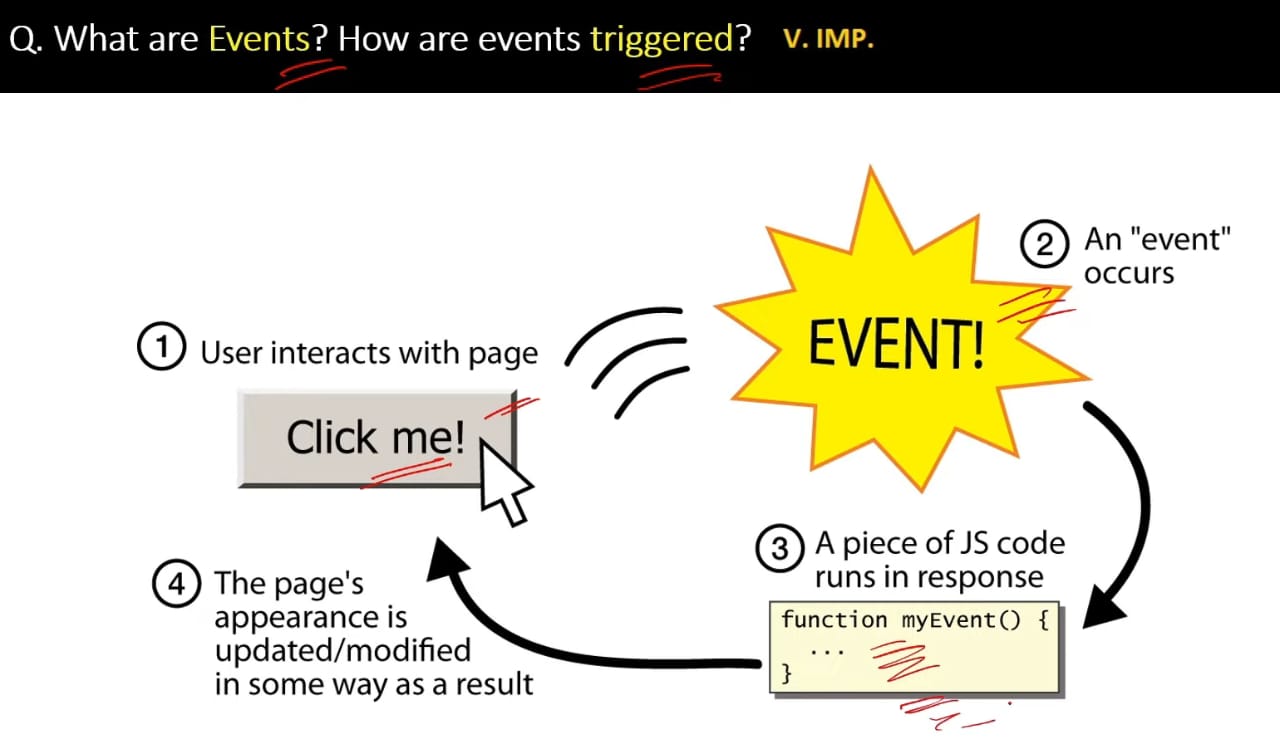 Q. What are Events? How are events triggered? V. IMP.
2 An "event"
occurs
EVENT!
1 User interacts with page
Click me!
3 A piece of JS code
runs in response
function myEvent() {
...
}
4 The page's
appearance is
updated/modified
in some way as a result